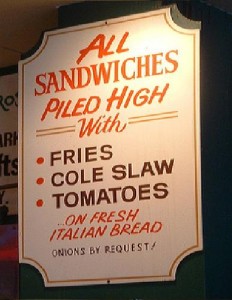 ALL
SANDWICHES
PILED HIGH
With
• FRIES
• COLE SLAW
• TOMATOES
...ON FRESH
ITALIAN BREAD
ONIONS BY REQUEST!